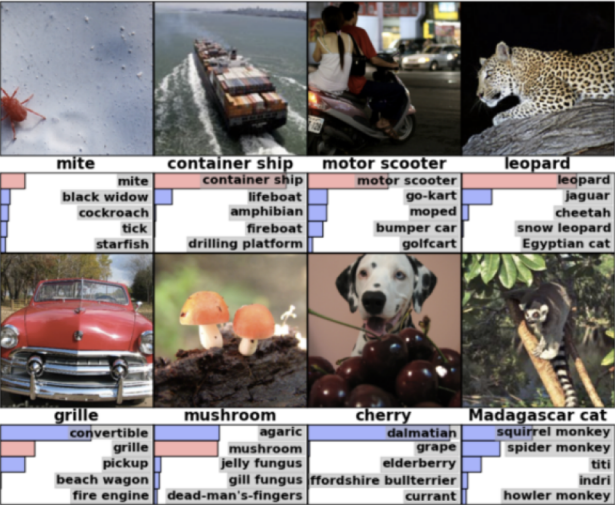 mite
container ship
motor scooter
leopard
mite
black widow
cockroach
tick
starfish
container ship
lifeboat
amphibian
fireboat
drilling platform
motor scooter
go-kart
moped
bumper car
golfcart
leopard
jaguar
cheetah
snow leopard
Egyptian cat
grille
mushroom
cherry
Madagascar cat
convertible
grille
pickup
beach wagon
fire engine
agaric
mushroom
jelly fungus
gill fungus
dead-man's-fingers
dalmatian
grape
elderberry
ffordshire bullterrier
currant
squirrel monkey
spider monkey
titi
indri
howler monkey